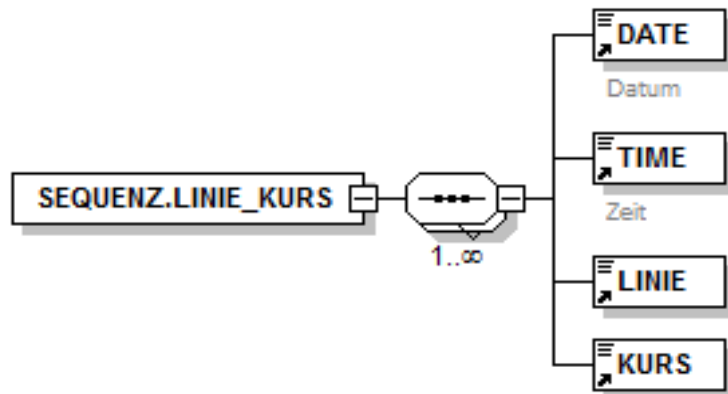 DATE
Datum
TIME
Zeit
SEQUENZ.LINIE_KURS
1..∞
LINIE
KURS